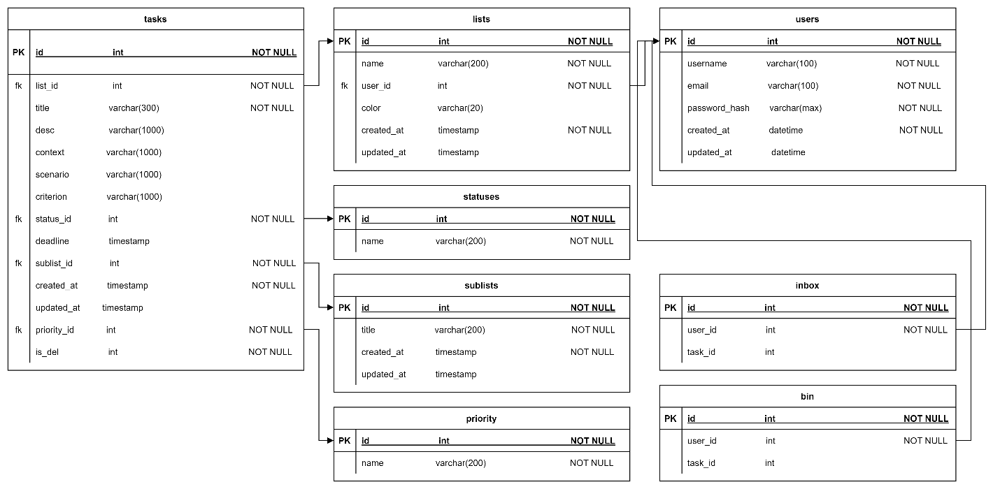 tasks
PK id int NOT NULL
fk list_id int NOT NULL
title varchar(300) NOT NULL
desc varchar(1000)
context varchar(1000)
scenario varchar(1000)
criterion varchar(1000)
fk status_id int NOT NULL
deadline timestamp
fk sublist_id int NOT NULL
created_at timestamp NOT NULL
updated_at timestamp
fk priority_id int NOT NULL
is_del int NOT NULL
lists
PK id int NOT NULL
name varchar(200) NOT NULL
fk user_id int NOT NULL
color varchar(20)
created_at timestamp NOT NULL
updated_at timestamp
statuses
PK id int NOT NULL
name varchar(200) NOT NULL
sublists
PK id int NOT NULL
title varchar(200) NOT NULL
created_at timestamp NOT NULL
updated_at timestamp
priority
PK id int NOT NULL
name varchar(200) NOT NULL
users
PK id int NOT NULL
username varchar(100) NOT NULL
email varchar(100) NOT NULL
password_hash varchar(max) NOT NULL
created_at datetime NOT NULL
updated_at datetime
inbox
PK id int NOT NULL
user_id int NOT NULL
task_id int
bin
PK id int NOT NULL
user_id int NOT NULL
task_id int